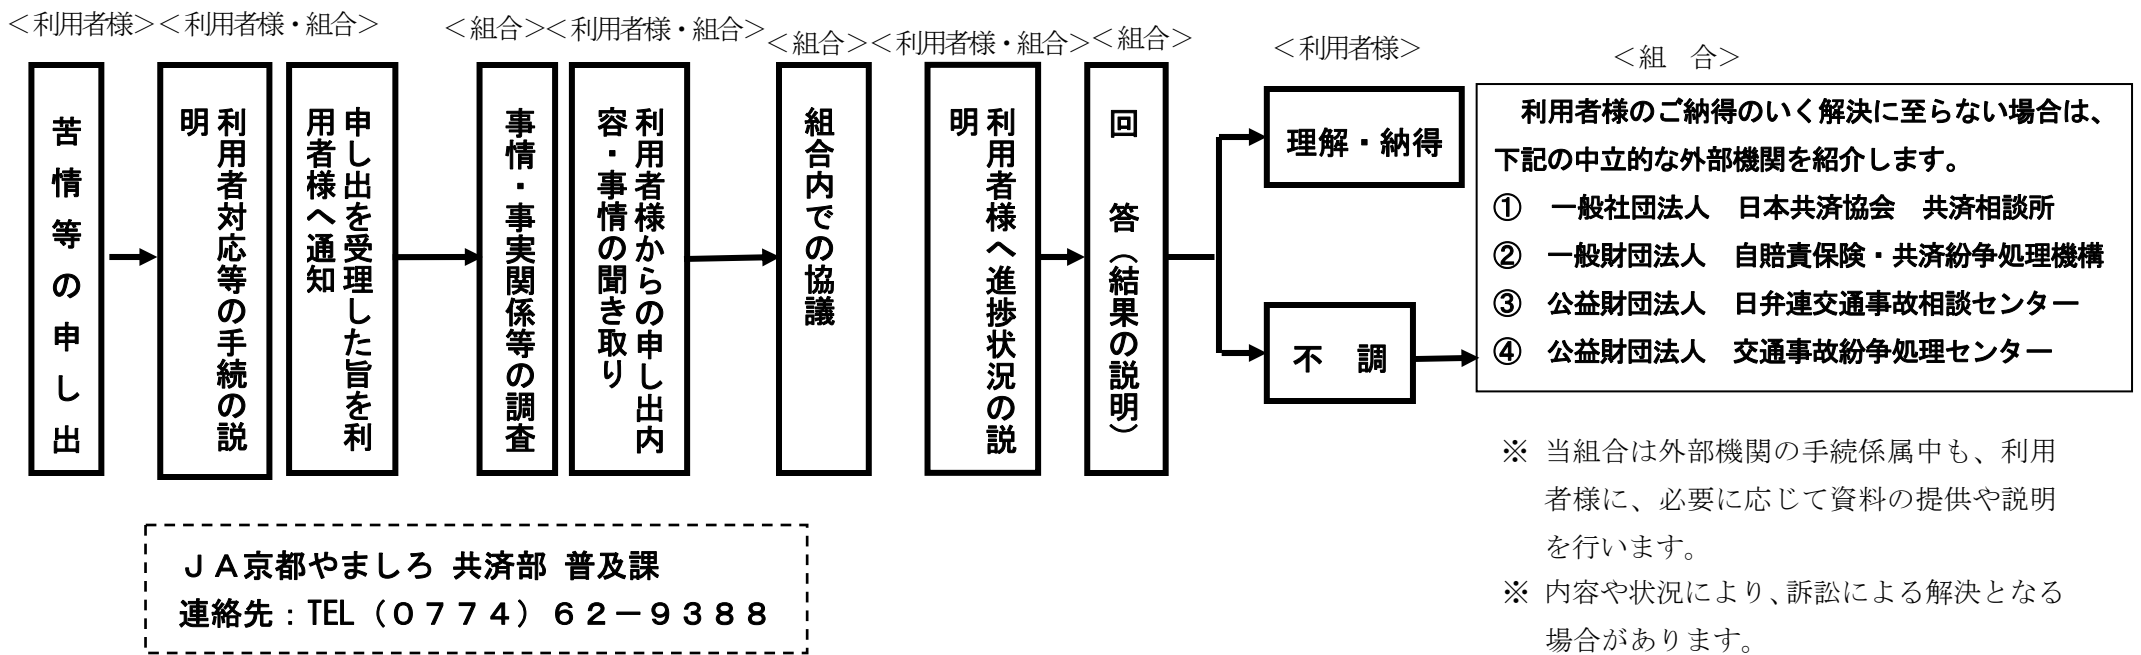 ＜利用者様＞
苦情等の申し出
＜利用者様・組合＞
利用者対応等の手続の説
明
申し出を受理した旨を利
用者様へ通知
＜組合＞
事情・事実関係等の調査
＜利用者様・組合＞
利用者様からの申し出内
容・事情の聞き取り
＜組合＞
組合内での協議
＜利用者様・組合＞
利用者様へ進捗状況の説
明
＜組合＞
回　答（結果の説明）
＜利用者様＞
理解・納得
不　調
＜組　合＞
利用者様のご納得のいく解決に至らない場合は、
下記の中立的な外部機関を紹介します。
①　一般社団法人　日本共済協会　共済相談所
②　一般財団法人　自賠責保険・共済紛争処理機構
③　公益財団法人　日弁連交通事故相談センター
④　公益財団法人　交通事故紛争処理センター
※ 当組合は外部機関の手続係属中も、利用
者様に、必要に応じて資料の提供や説明
を行います。
※ 内容や状況により、訴訟による解決となる
場合があります。
ＪＡ京都やましろ 共済部 普及課
連絡先：TEL（０７７４）６２－９３８８